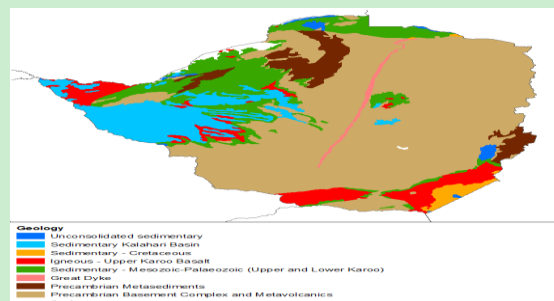 Geology
Unconsolidated sedimentary
Sedimentary Kalahari Basin
Sedimentary - Cretaceous
Igneous - Upper Karoo Basalt
Sedimentary - Mesozoic-Palaeozoic (Upper and Lower Karoo)
Great Dyke
Precambrian Metasediments
Precambrian Basement Complex and Metavolcanics